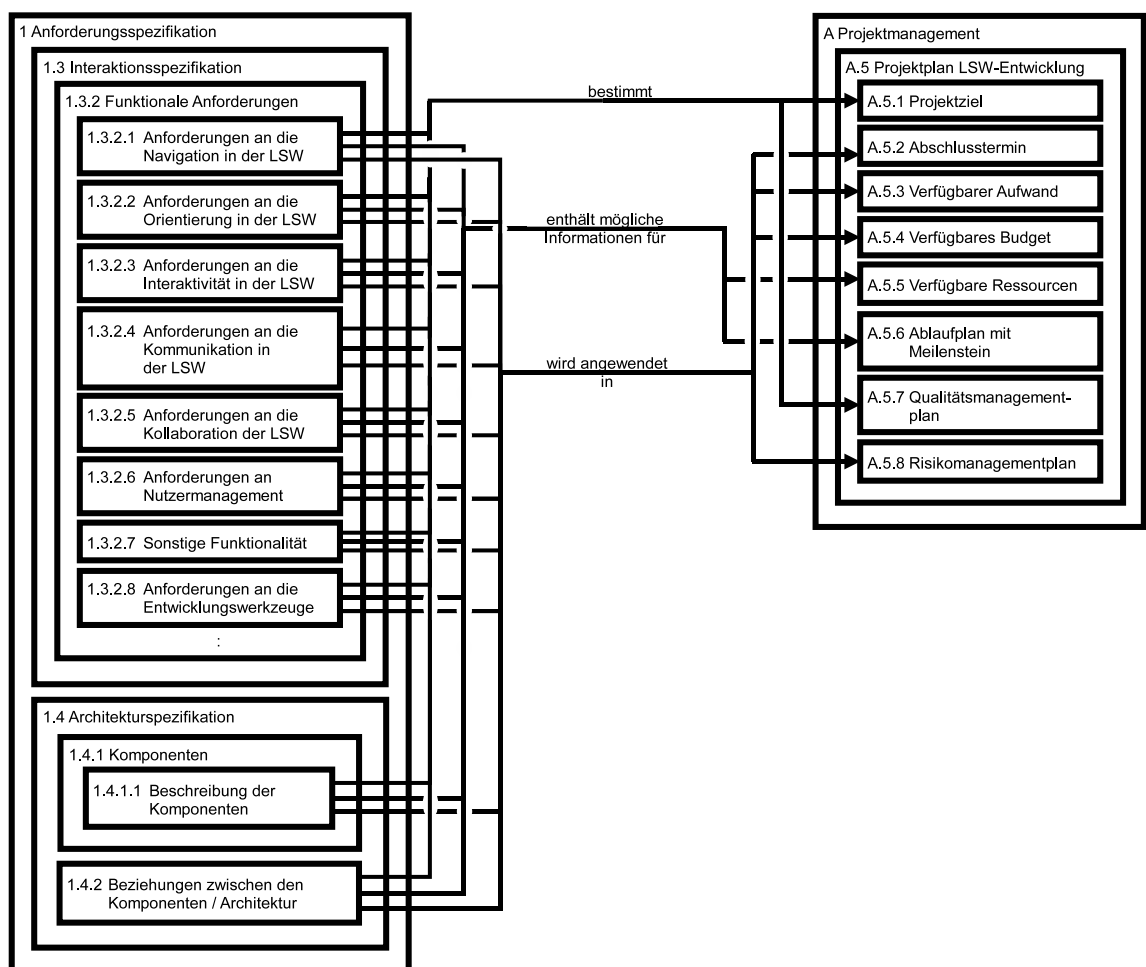 1 Anforderungsspezifikation
1.3 Interaktionsspezifikation
1.3.2 Funktionale Anforderungen
1.3.2.1 Anforderungen an die
Navigation in der LSW
1.3.2.2 Anforderungen an die
Orientierung in der LSW
1.3.2.3 Anforderungen an die
Interaktivität in der LSW
1.3.2.4 Anforderungen an die
Kommunikation in
der LSW
1.3.2.5 Anforderungen an die
Kollaboration der LSW
1.3.2.6 Anforderungen an
Nutzermanagement
1.3.2.7 Sonstige Funktionalität
1.3.2.8 Anforderungen an die
Entwicklungswerkzeuge
:
1.4 Architekturspezifikation
1.4.1 Komponenten
1.4.1.1 Beschreibung der
Komponenten
1.4.2 Beziehungen zwischen den
Komponenten / Architektur
bestimmt
enthält mögliche
Informationen für
wird angewendet
in
A Projektmanagement
A.5 Projektplan LSW-Entwicklung
A.5.1 Projektziel
A.5.2 Abschlusstermin
A.5.3 Verfügbarer Aufwand
A.5.4 Verfügbares Budget
A.5.5 Verfügbare Ressourcen
A.5.6 Ablaufplan mit
Meilenstein
A.5.7 Qualitätsmanagement-
plan
A.5.8 Risikomanagementplan